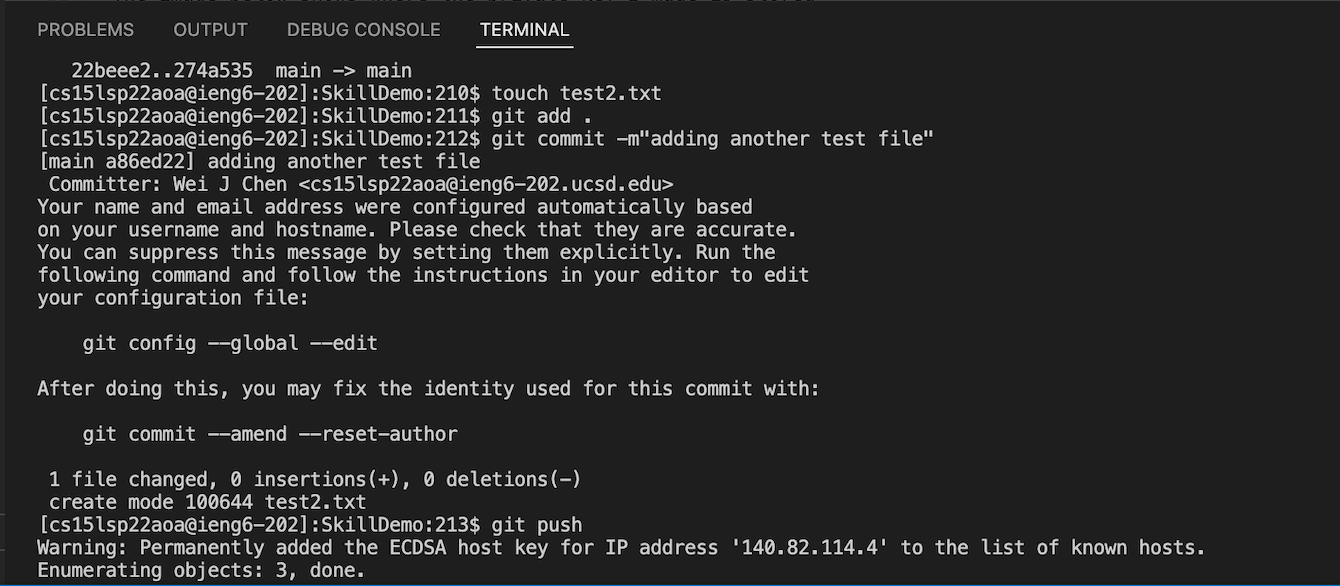 PROBLEMS OUTPUT DEBUG CONSOLE TERMINAL
22beee2..274a535 main -> main
[cs15lsp22aoa@ieng6-202]:SkillDemo:210$ touch test2.txt
[cs15lsp22aoa@ieng6-202]:SkillDemo:211$ git add .
[cs15lsp22aoa@ieng6-202]:SkillDemo:212$ git commit -m"adding another test file"
[main a86ed22] adding another test file
Committer: Wei J Chen <cs15lsp22aoa@ieng6-202.ucsd.edu>
Your name and email address were configured automatically based
on your username and hostname. Please check that they are accurate.
You can suppress this message by setting them explicitly. Run the
following command and follow the instructions in your editor to edit
your configuration file:
git config --global --edit
After doing this, you may fix the identity used for this commit with:
git commit --amend --reset-author
1 file changed, 0 insertions(+), 0 deletions(-)
create mode 100644 test2.txt
[cs15lsp22aoa@ieng6-202]:SkillDemo:213$ git push
Warning: Permanently added the ECDSA host key for IP address '140.82.114.4' to the list of known hosts.
Enumerating objects: 3, done.